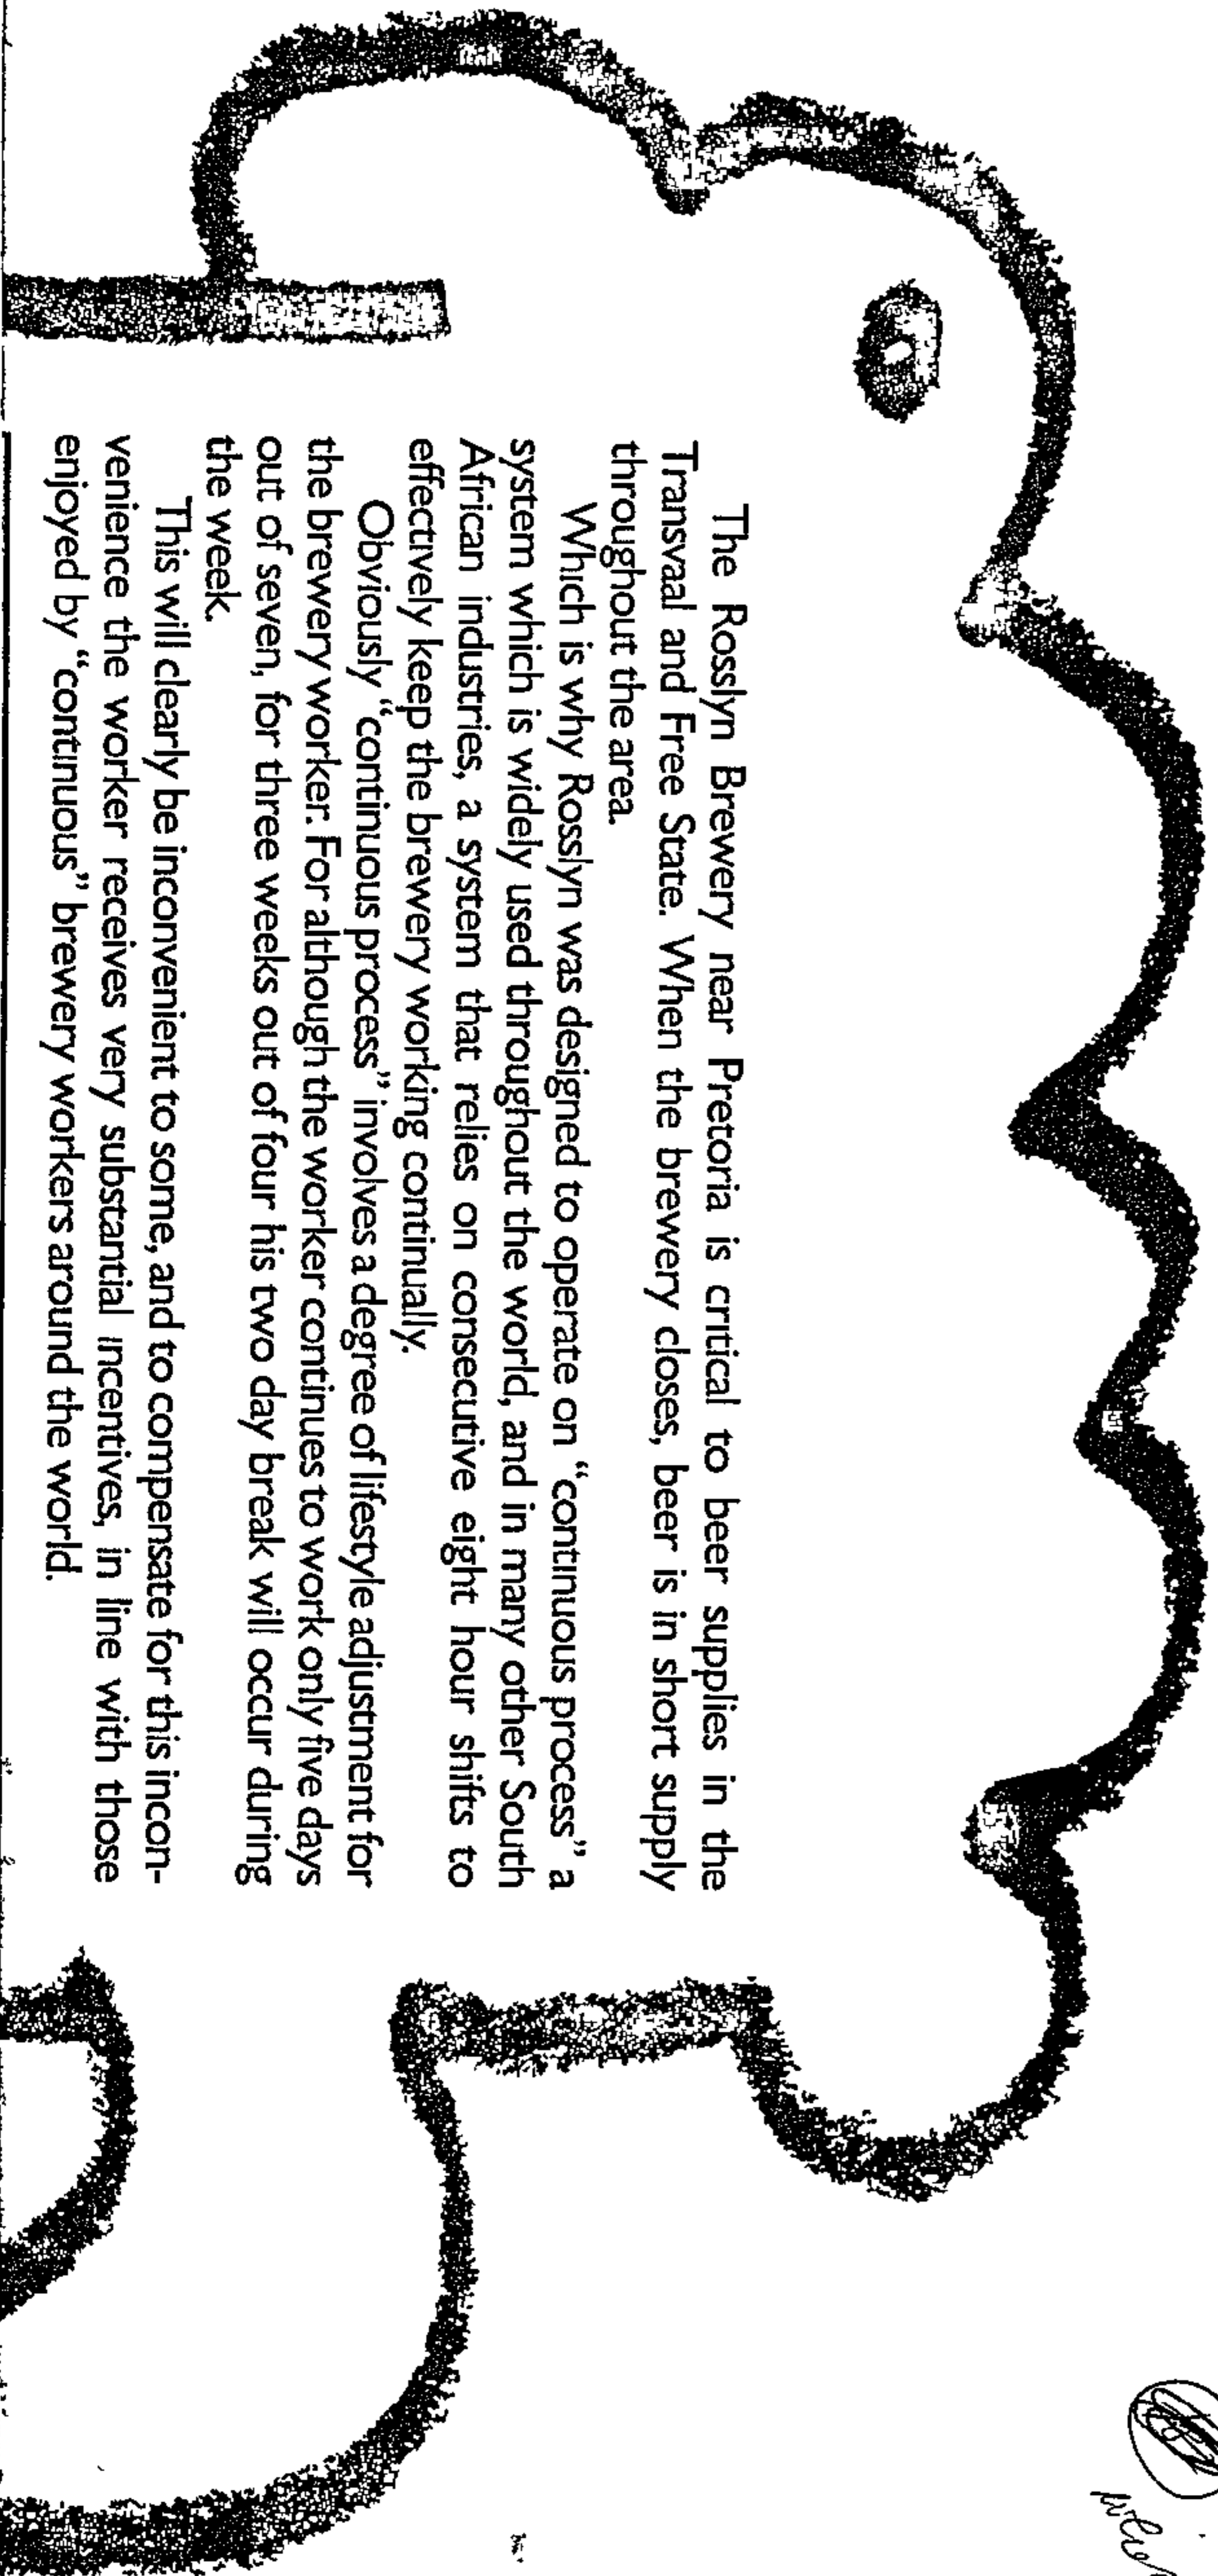 The Rosslyn Brewery near Pretoria is critical to beer supplies in the
Transvaal and Free State. When the brewery closes, beer is in short supply
throughout the area.
Which is why Rosslyn was designed to operate on “continuous process” a
system which is widely used throughout the world, and in many other South
African industries, a system that relies on consecutive eight hour shifts to
effectively keep the brewery working continually.
Obviously “continuous process” involves a degree of lifestyle adjustment for
the brewery worker. For although the worker continues to work only five days
out of seven, for three weeks out of four his two day break will occur during
the week.
This will clearly be inconvenient to some, and to compensate for this incon-
venience the worker receives very substantial incentives, in line with those
enjoyed by “continuous” brewery workers around the world.